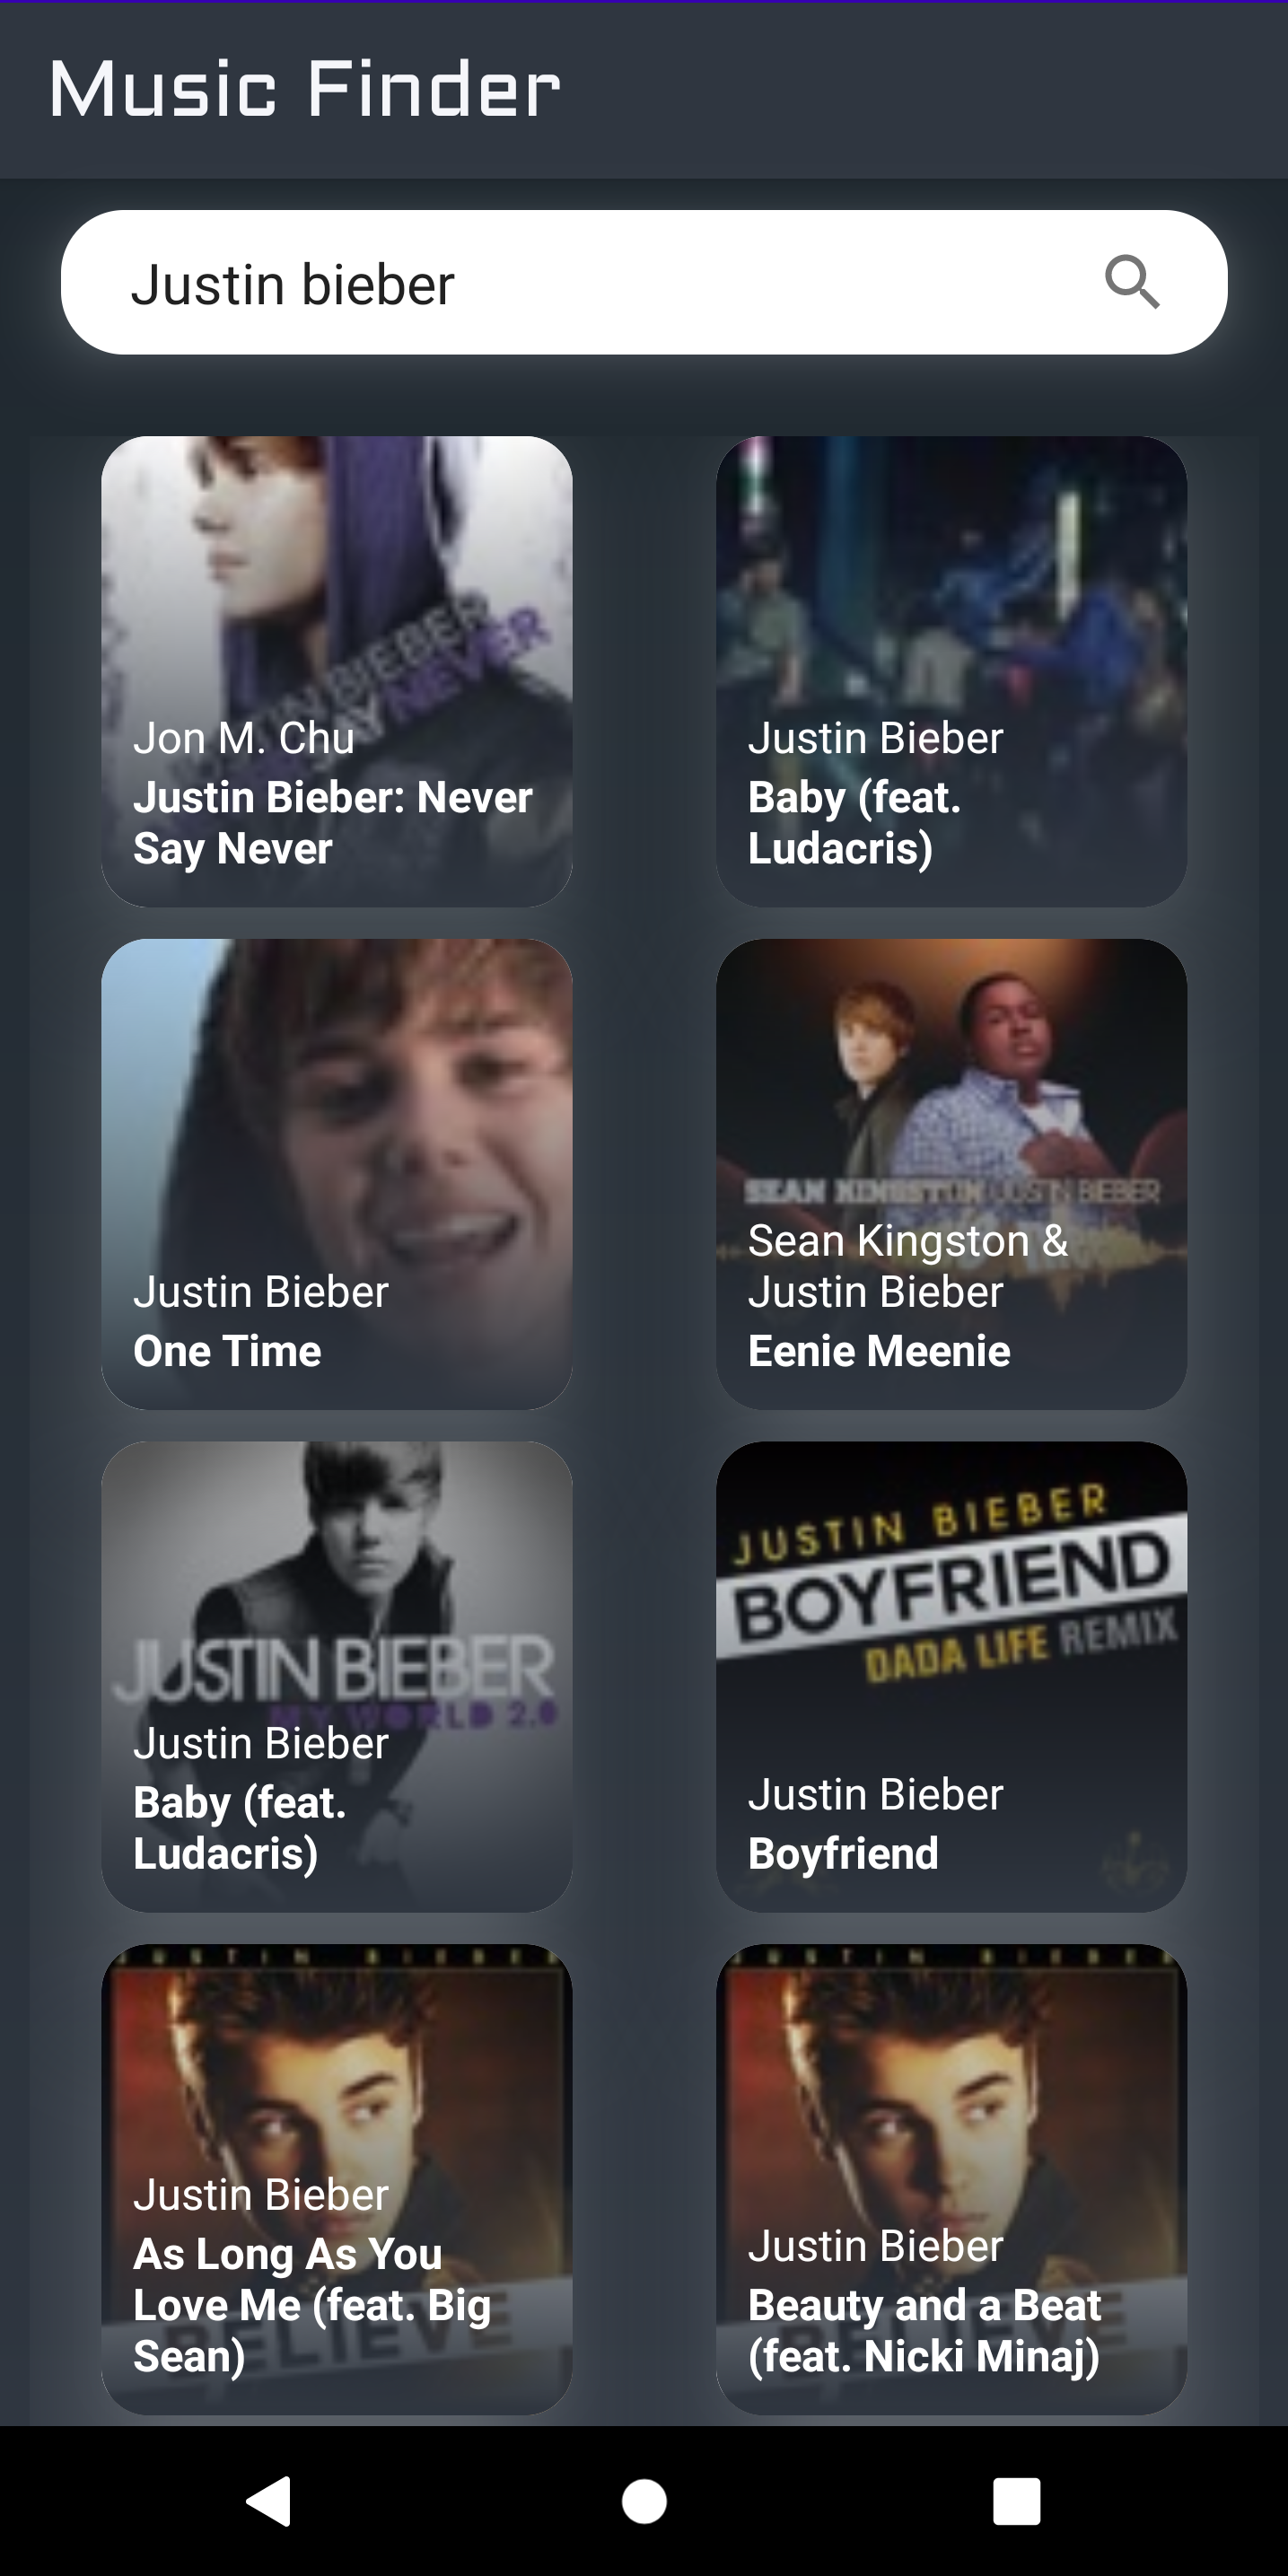 Music Finder
Justin bieber
JUSTIN BIEBER
NEVER
Jon M. Chu
Justin Bieber: Never
Say Never
Justin Bieber
Baby (feat.
Ludacris)
Justin Bieber
One Time
SEAN KINGSTON JUSTIN BIEBER
Sean Kingston &
Justin Bieber
Eenie Meenie
JUSTIN BIEBER
MY WORLD 2.0
Justin Bieber
Baby (feat.
Ludacris)
JUSTIN BIEBER
BOYFRIEND
DADA LIFE REMIX
Justin Bieber
Boyfriend
JUSTIN BIEBER
Justin Bieber
As Long As You
Love Me (feat. Big
Sean)
BELIEVE
JUSTIN BIEBER
Justin Bieber
Beauty and a Beat
(feat. Nicki Minaj)
BELIEVE